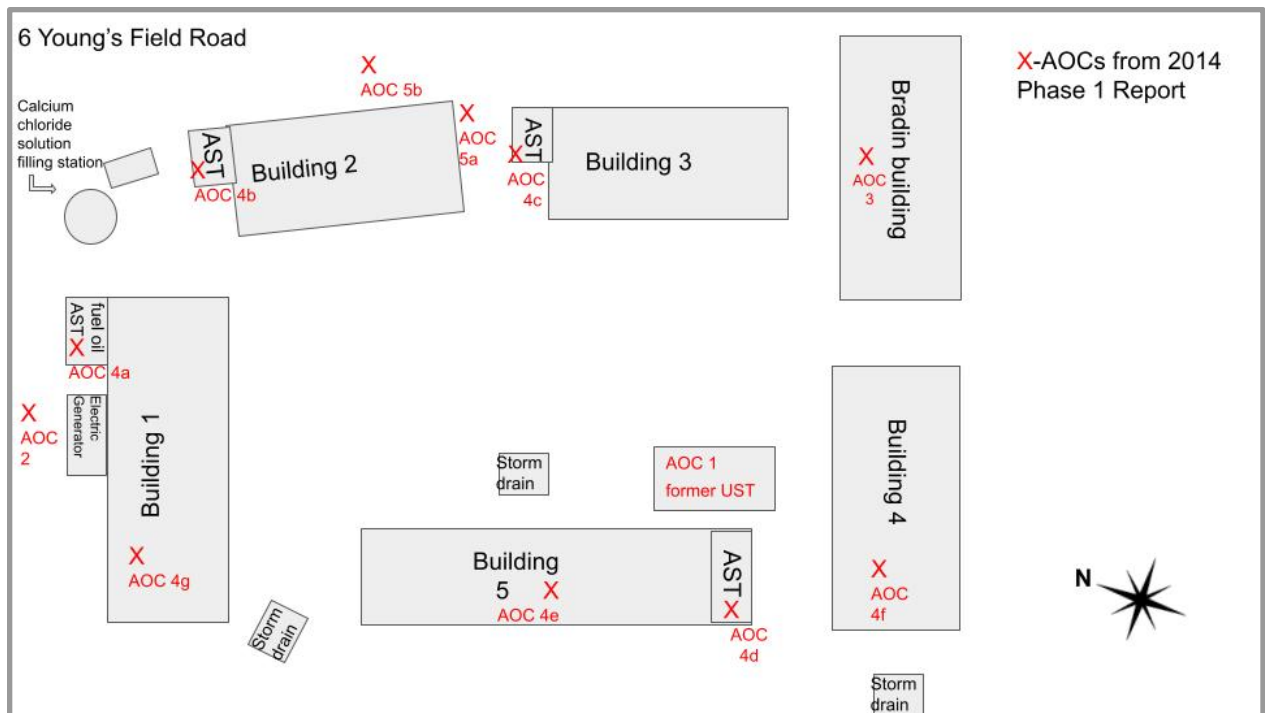 6 Young's Field Road
X-AOCs from 2014
Phase 1 Report
X
AOC 5b
Calcium
chloride
solution
filling station
AST
X
AOC 4b
Building 2
X
AOC
5a
AST
X
AOC
4c
Building 3
X
AOC
3
Bradin building
fuel oil
AST
X
AOC 4a
X
AOC
2
Electric
Generator
Building 1
X
AOC 4g
Storm
drain
Storm
drain
AOC 1
former UST
Building
5
X
AOC 4e
AST
X
AOC
4d
Building 4
X
AOC
4f
N
Storm
drain